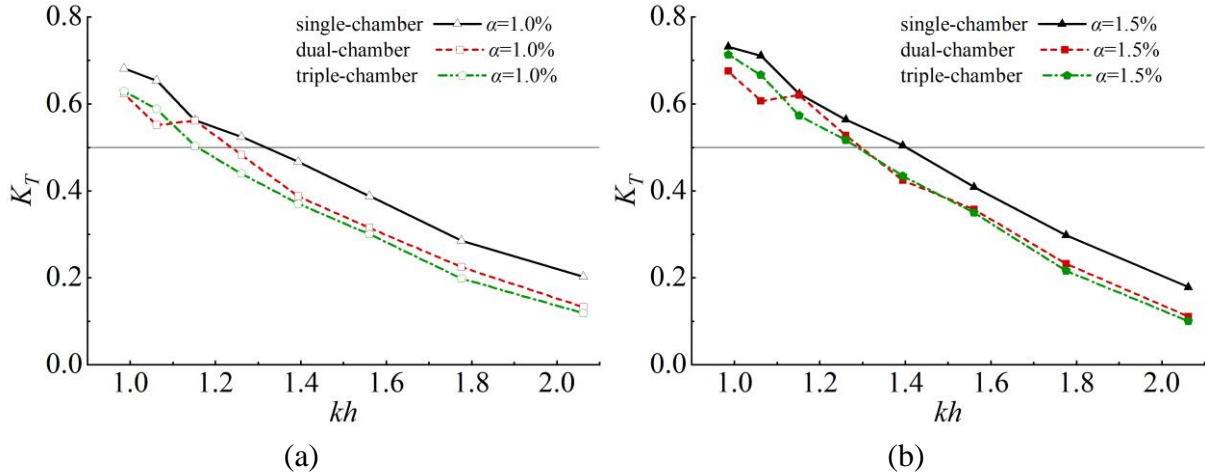 0.8
0.6
0.4
0.2
0.0
K_T
single-chamber α=1.0%
dual-chamber α=1.0%
triple-chamber α=1.0%
1.0 1.2 1.4 1.6 1.8 2.0
kh
(a)
0.8
0.6
0.4
0.2
0.0
K_T
single-chamber α=1.5%
dual-chamber α=1.5%
triple-chamber α=1.5%
1.0 1.2 1.4 1.6 1.8 2.0
kh
(b)